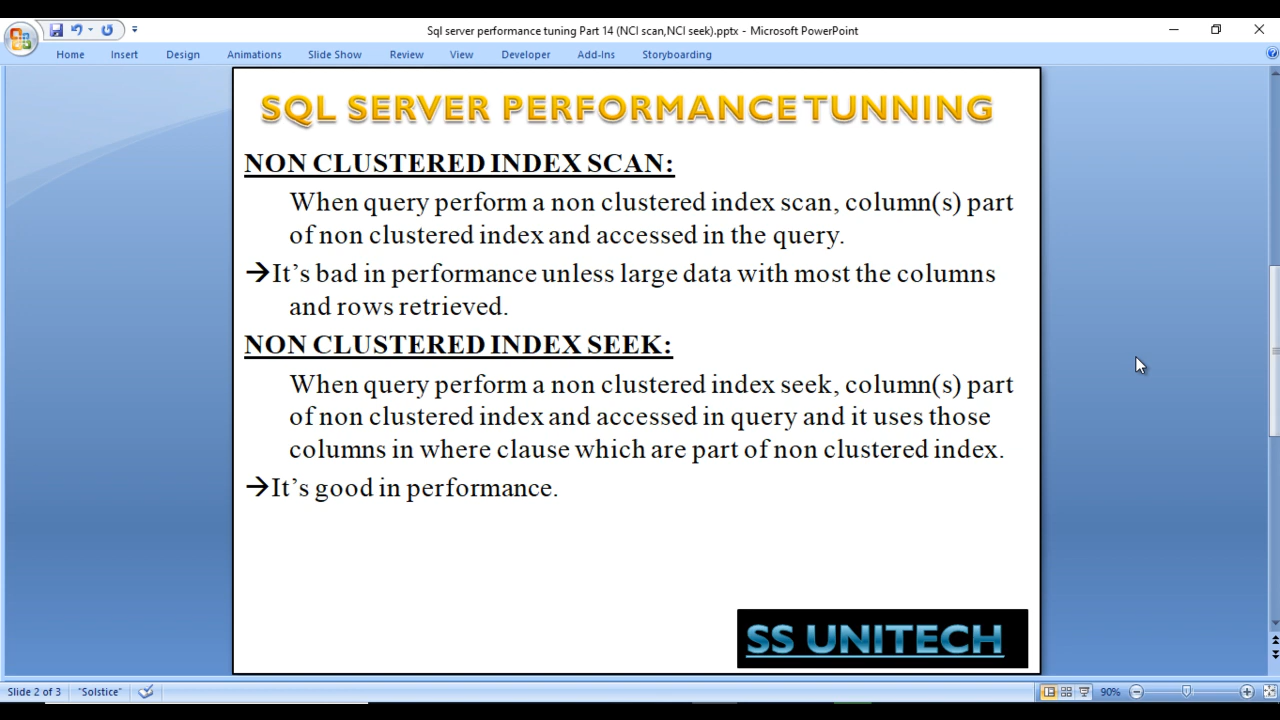 Sql server performance tuning Part 14 (NCI scan,NCI seek).pptx - Microsoft PowerPoint
Home Insert Design Animations Slide Show Review View Developer Add-Ins Storyboarding
SQL SERVER PERFORMANCE TUNNING
NON CLUSTERED INDEX SCAN:
When query perform a non clustered index scan, column(s) part
of non clustered index and accessed in the query.
→It's bad in performance unless large data with most the columns
and rows retrieved.
NON CLUSTERED INDEX SEEK:
When query perform a non clustered index seek, column(s) part
of non clustered index and accessed in query and it uses those
columns in where clause which are part of non clustered index.
→It's good in performance.
SS UNITECH
Slide 2 of 3 "Solstice" 90%